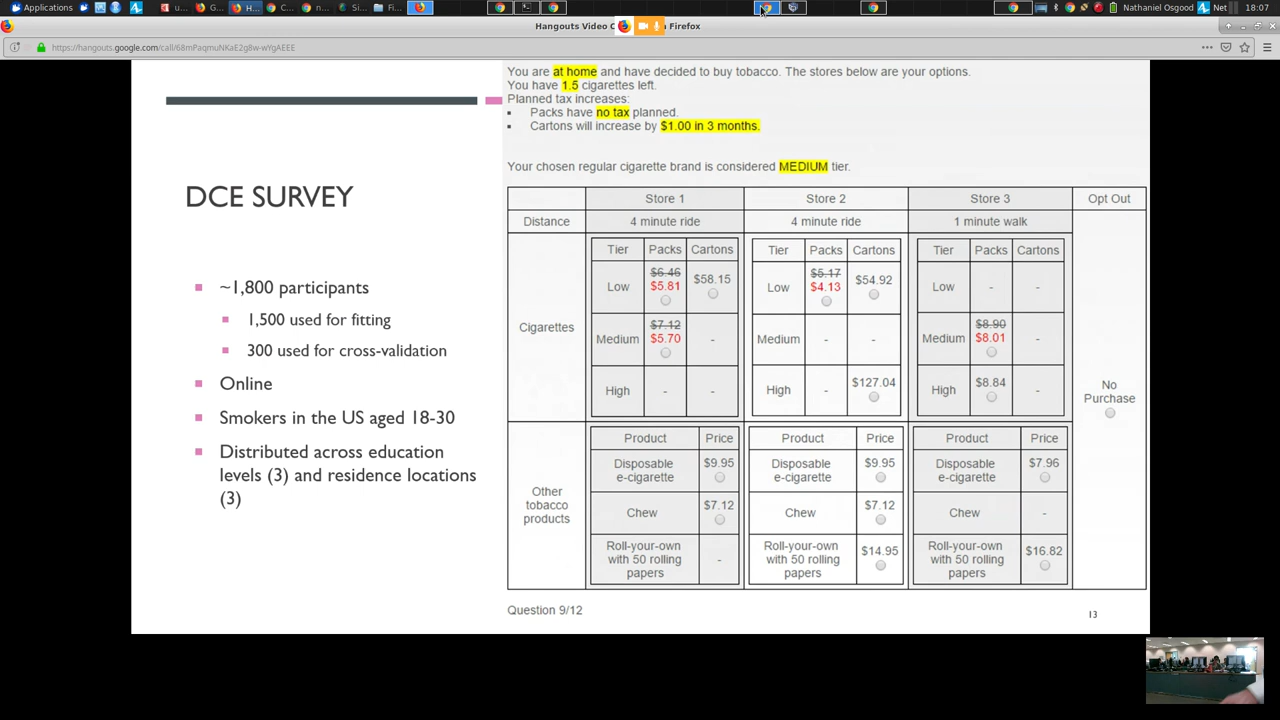 Applications
u...
G...
H...
C...
su...
Si...
Fi...
Nathaniel Osgood
Net
18:07
Hangouts Video C
n Firefox
https://hangouts.google.com/call/68mPaqmuNKaE2g8w-wYgAEEE
DCE SURVEY
~1,800 participants
1,500 used for fitting
300 used for cross-validation
Online
Smokers in the US aged 18-30
Distributed across education
levels (3) and residence locations
(3)
You are at home and have decided to buy tobacco. The stores below are your options.
You have 1.5 cigarettes left.
Planned tax increases:
Packs have no tax planned.
Cartons will increase by $1.00 in 3 months.
Your chosen regular cigarette brand is considered MEDIUM tier.
Store 1 Store 2 Store 3 Opt Out
Distance 4 minute ride 4 minute ride 1 minute walk
Cigarettes
Tier Packs Cartons
Low $6.46 $5.81 $58.15
Medium $7.12 $5.70 -
High - -
Tier Packs Cartons
Low $5.17 $4.13 $54.92
Medium - -
High - $127.04
Tier Packs Cartons
Low - -
Medium $8.90 $8.01 -
High $8.84 -
No
Purchase
Other
tobacco
products
Product Price
Disposable
e-cigarette $9.95
Chew $7.12
Roll-your-own
with 50 rolling
papers -
Product Price
Disposable
e-cigarette $9.95
Chew $7.12
Roll-your-own
with 50 rolling
papers $14.95
Product Price
Disposable
e-cigarette $7.96
Chew -
Roll-your-own
with 50 rolling
papers $16.82
Question 9/12
13